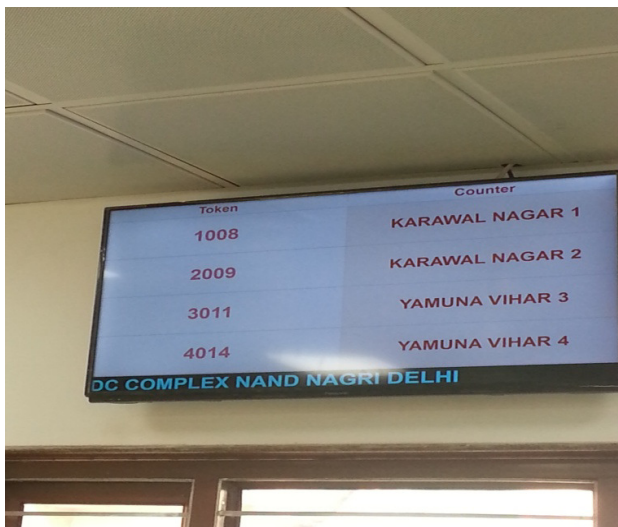 Token Counter
1008 KARAWAL NAGAR 1
2009 KARAWAL NAGAR 2
3011 YAMUNA VIHAR 3
4014 YAMUNA VIHAR 4
DC COMPLEX NAND NAGRI DELHI